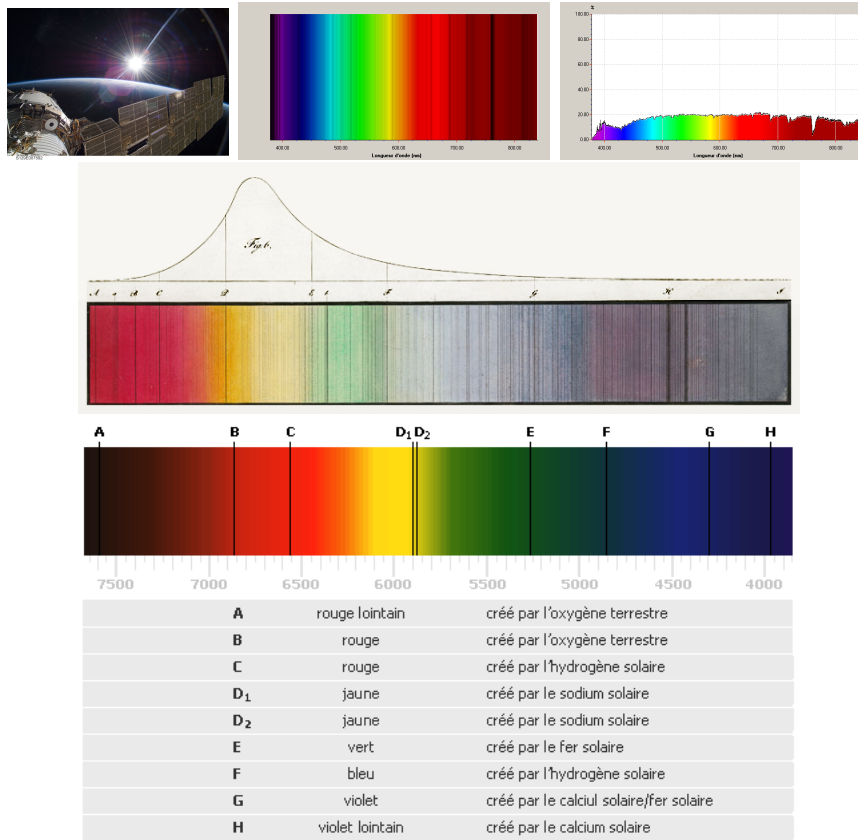 S129E007592
400.00 500.00 600.00 700.00 800.00
Longueur d'onde (nm)
%
100.00
80.00
60.00
40.00
20.00
0.00
400.00 500.00 600.00 700.00 800
Longueur d'onde (nm)
Fig. 6.
A a B C D E b F G H I
A B C D₁ D₂ E F G H
7500 7000 6500 6000 5500 5000 4500 4000
A rouge lointain créé par l'oxygène terrestre
B rouge créé par l'oxygène terrestre
C rouge créé par l'hydrogène solaire
D₁ jaune créé par le sodium solaire
D₂ jaune créé par le sodium solaire
E vert créé par le fer solaire
F bleu créé par l'hydrogène solaire
G violet créé par le calciul solaire/fer solaire
H violet lointain créé par le calcium solaire